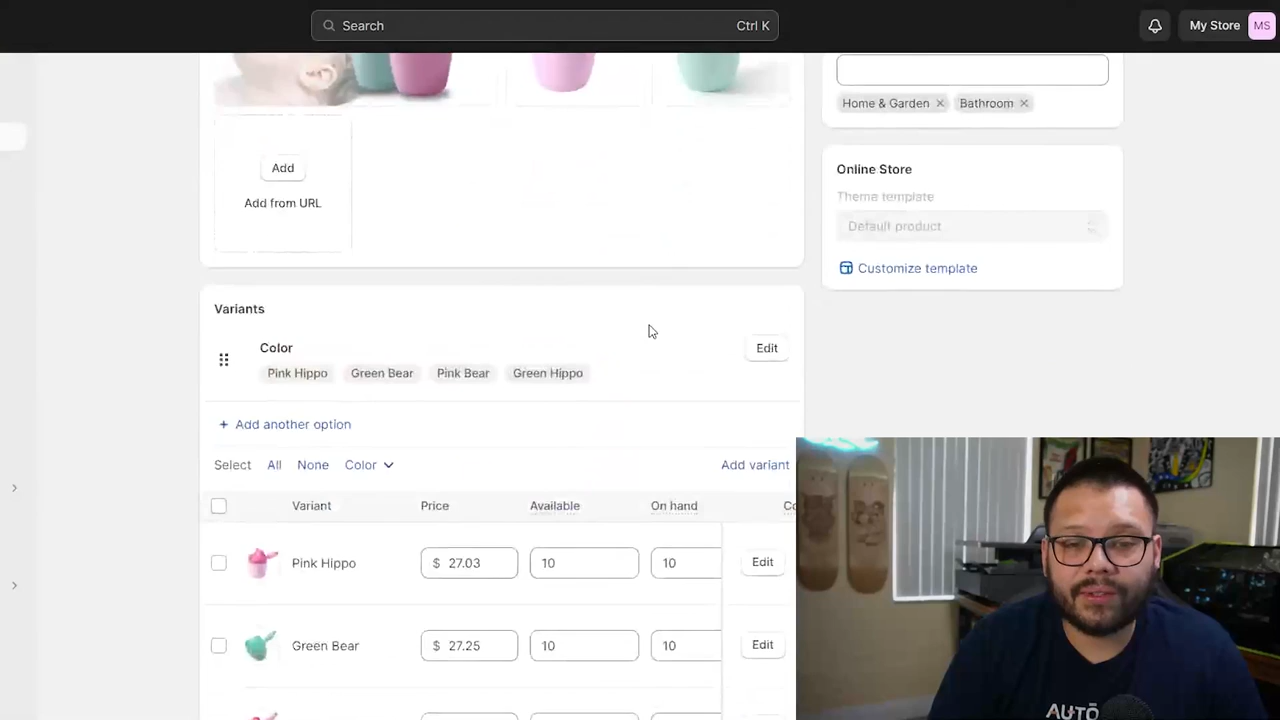 Search
Ctrl K
My Store
MS
Home & Garden
Bathroom
Add
Add from URL
Online Store
Theme template
Default product
Customize template
Variants
Color
Edit
Pink Hippo
Green Bear
Pink Bear
Green Hippo
+ Add another option
Select All None Color
Add variant
Variant Price Available On hand
Pink Hippo $ 27.03 10 10 Edit
Green Bear $ 27.25 10 10 Edit
AUTŌ